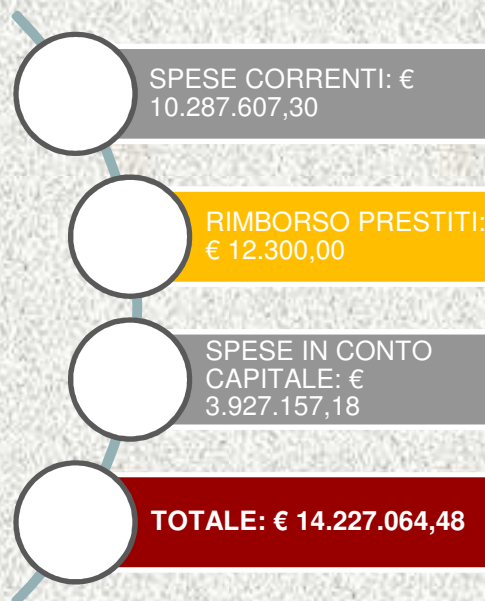 SPESE CORRENTI: €
10.287.607,30
RIMBORSO PRESTITI:
€ 12.300,00
SPESE IN CONTO
CAPITALE: €
3.927.157,18
TOTALE: € 14.227.064,48